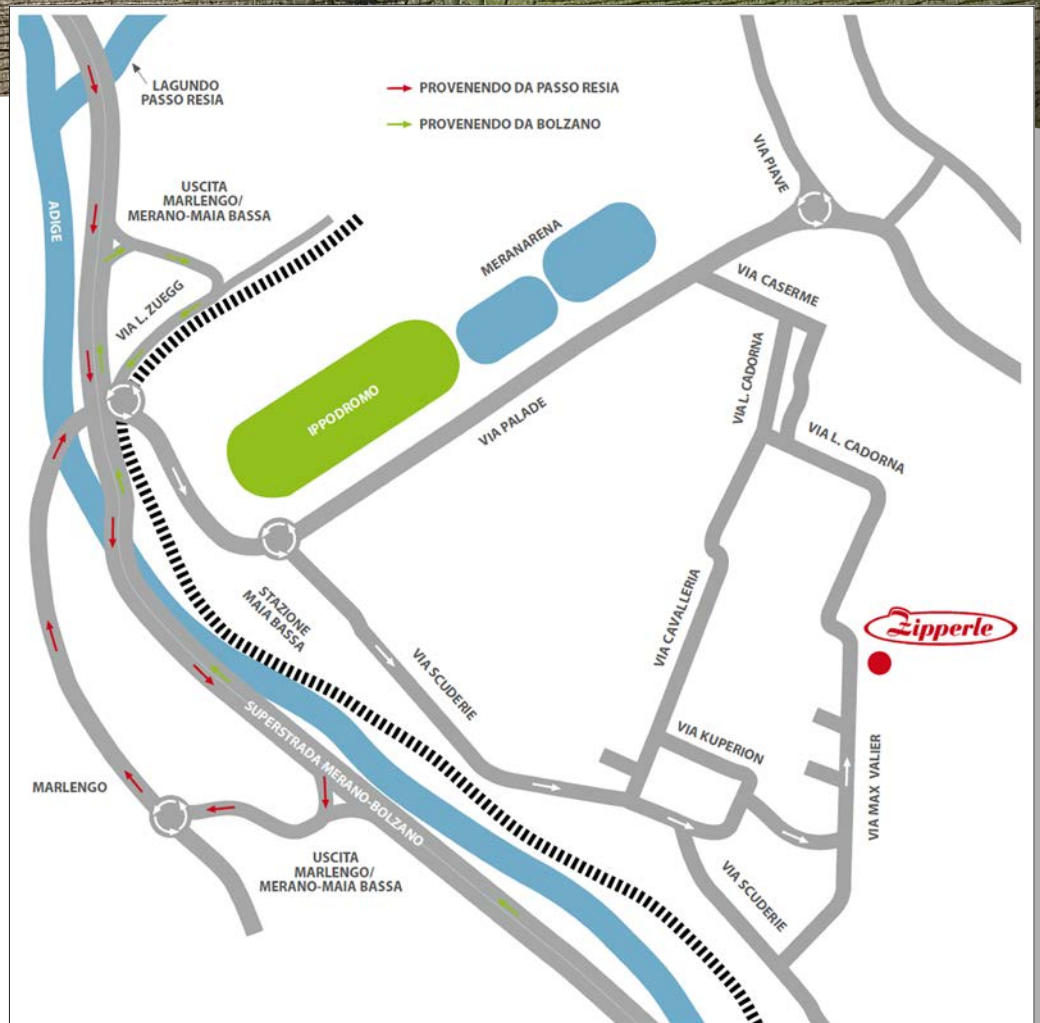 LAGUNDO
PASSO RESIA
PROVENENDO DA PASSO RESIA
PROVENENDO DA BOLZANO
VIA PIAVE
USCITA
MARLENGO/
MERANO-MAIA BASSA
ADIGE
MERANARENA
VIA CASERME
VIA L. ZUEGG
VIA L. CADORNA
IPPODROMO
VIA PALADE
VIA L. CADORNA
STAZIONE
MAIA BASSA
VIA CAVALLERIA
Zipperle
VIA SCUDERIE
VIA KUPERION
SUPERSTRADA MERANO-BOLZANO
MARLENGO
VIA MAX VALIER
USCITA
MARLENGO/
MERANO-MAIA BASSA
VIA SCUDERIE